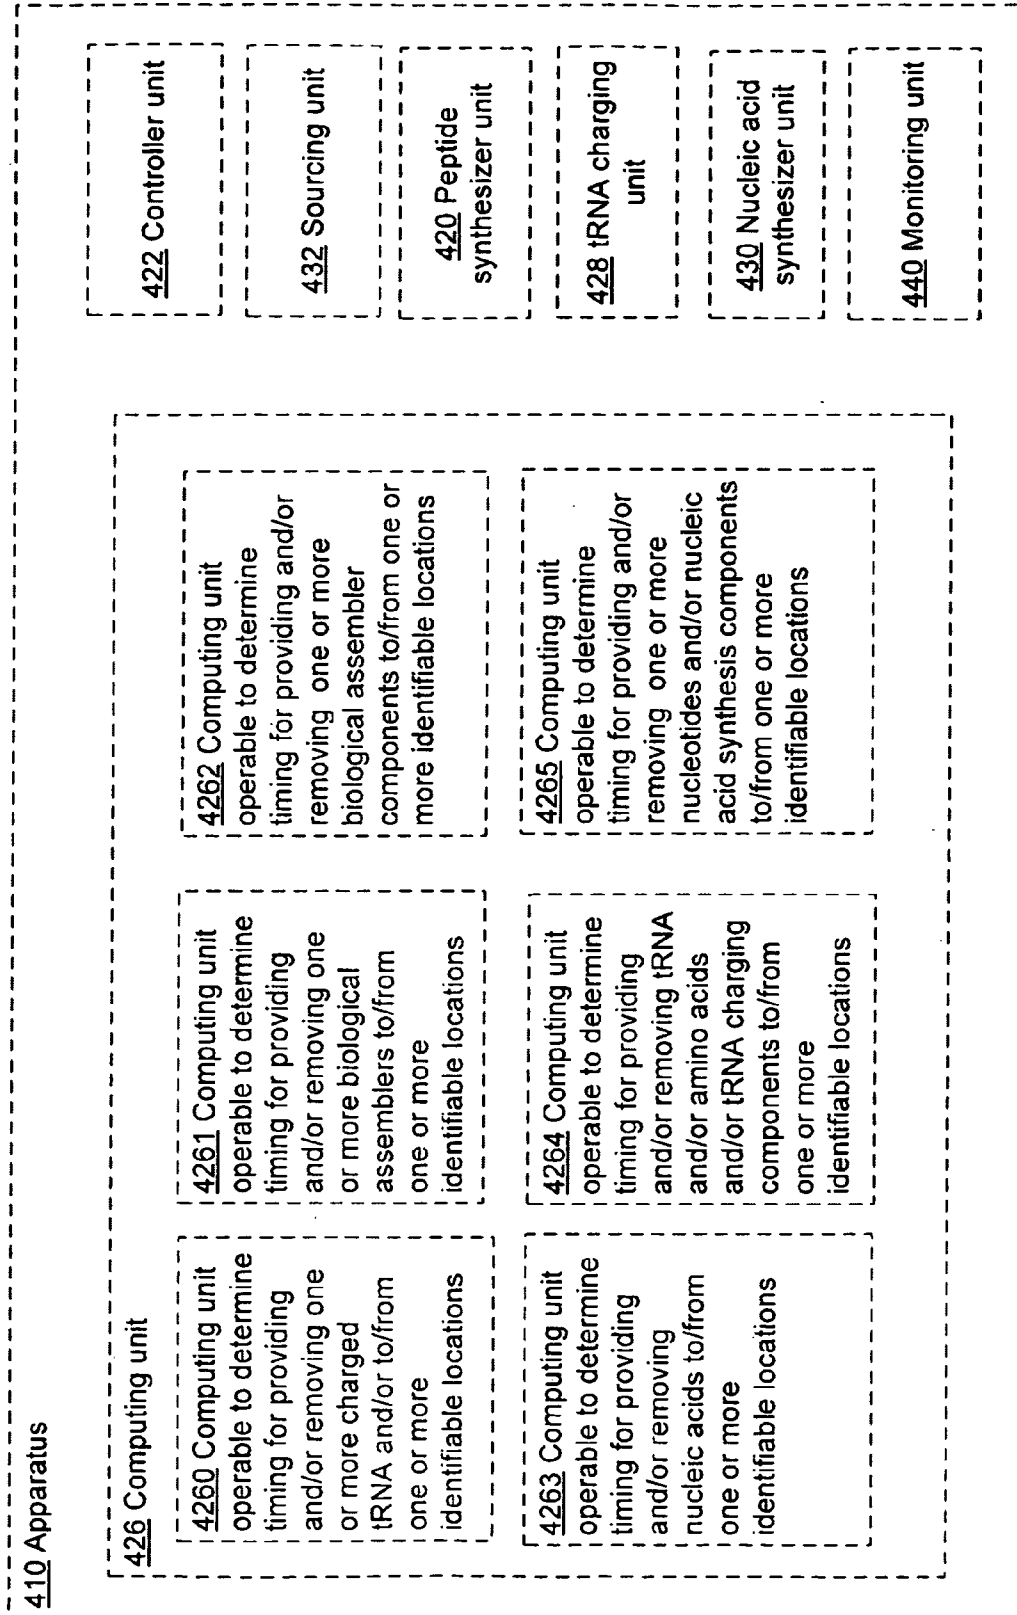 410 Apparatus
426 Computing unit
4260 Computing unit
operable to determine
timing for providing
and/or removing one
or more charged
tRNA and/or to/from
one or more
identifiable locations
4261 Computing unit
operable to determine
timing for providing
and/or removing one
or more biological
assemblers to/from
one or more
identifiable locations
4262 Computing unit
operable to determine
timing for providing and/or
removing one or more
biological assembler
components to/from one or
more identifiable locations
4263 Computing unit
operable to determine
timing for providing
and/or removing
nucleic acids to/from
one or more
identifiable locations
4264 Computing unit
operable to determine
timing for providing
and/or removing tRNA
and/or amino acids
and/or tRNA charging
components to/from
one or more
identifiable locations
4265 Computing unit
operable to determine
timing for providing and/or
removing one or more
nucleotides and/or nucleic
acid synthesis components
to/from one or more
identifiable locations
422 Controller unit
432 Sourcing unit
420 Peptide
synthesizer unit
428 tRNA charging
unit
430 Nucleic acid
synthesizer unit
440 Monitoring unit